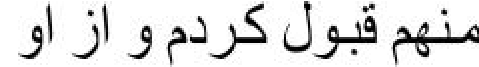 منهم قبول کردم و از او